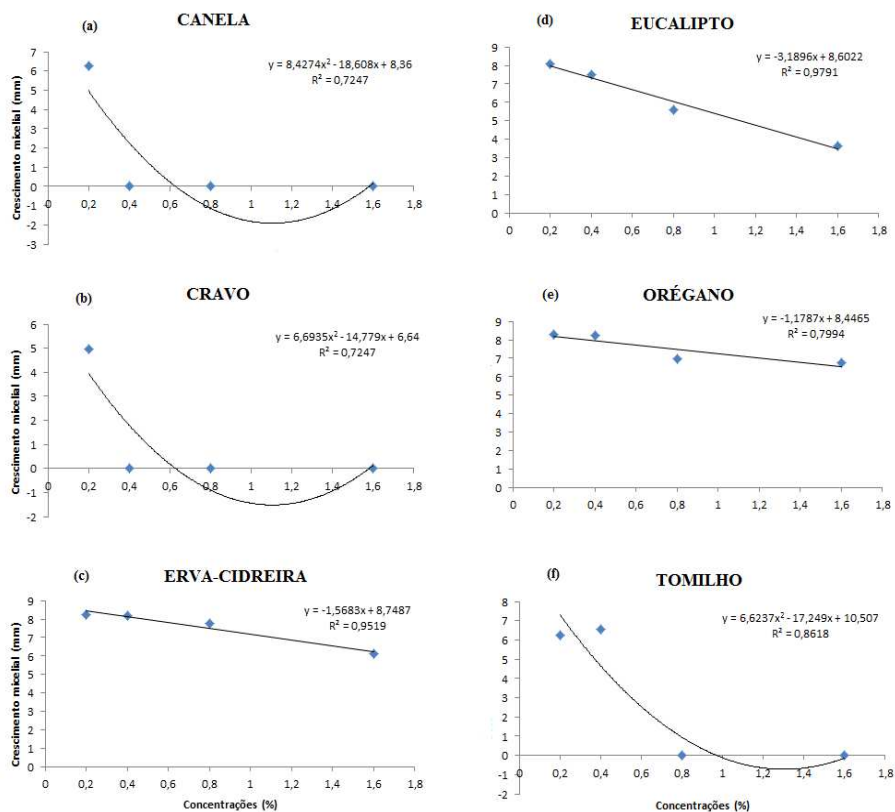 (a)
CANELA
y = 8,4274x² - 18,608x + 8,36
R² = 0,7247
Crescimento micelial (mm)
7
6
5
4
3
2
1
0
-1
-2
-3
0 0,2 0,4 0,6 0,8 1 1,2 1,4 1,6 1,8
(d)
EUCALIPTO
y = -3,1896x + 8,6022
R² = 0,9791
9
8
7
6
5
4
3
2
1
0
0 0,2 0,4 0,6 0,8 1 1,2 1,4 1,6 1,8
(b)
CRAVO
y = 6,6935x² - 14,779x + 6,64
R² = 0,7247
Crescimento micelial (mm)
6
5
4
3
2
1
0
-1
-2
0 0,2 0,4 0,6 0,8 1 1,2 1,4 1,6 1,8
(e)
ORÉGANO
y = -1,1787x + 8,4465
R² = 0,7994
9
8
7
6
5
4
3
2
1
0
0 0,2 0,4 0,6 0,8 1 1,2 1,4 1,6 1,8
(c)
ERVA-CIDREIRA
y = -1,5683x + 8,7487
R² = 0,9519
Crescimento micelial (mm)
9
8
7
6
5
4
3
2
1
0
0 0,2 0,4 0,6 0,8 1 1,2 1,4 1,6 1,8
Concentrações (%)
(f)
TOMILHO
y = 6,6237x² - 17,249x + 10,507
R² = 0,8618
8
7
6
5
4
3
2
1
0
-1
-2
0 0,2 0,4 0,6 0,8 1 1,2 1,4 1,6 1,8
Concentrações (%)